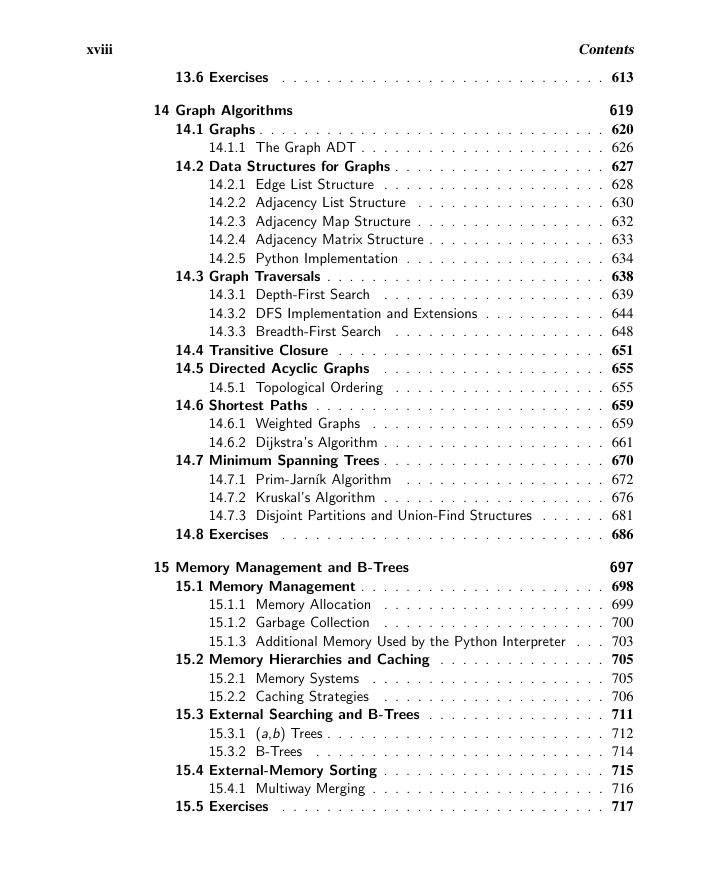 xviii Contents
13.6 Exercises . . . . . . . . . . . . . . . . . . . . . . . . . . . . . 613
14 Graph Algorithms 619
14.1 Graphs . . . . . . . . . . . . . . . . . . . . . . . . . . . . . . . 620
14.1.1 The Graph ADT . . . . . . . . . . . . . . . . . . . . . . 626
14.2 Data Structures for Graphs . . . . . . . . . . . . . . . . . . . 627
14.2.1 Edge List Structure . . . . . . . . . . . . . . . . . . . . 628
14.2.2 Adjacency List Structure . . . . . . . . . . . . . . . . . 630
14.2.3 Adjacency Map Structure . . . . . . . . . . . . . . . . . 632
14.2.4 Adjacency Matrix Structure . . . . . . . . . . . . . . . . 633
14.2.5 Python Implementation . . . . . . . . . . . . . . . . . . 634
14.3 Graph Traversals . . . . . . . . . . . . . . . . . . . . . . . . . 638
14.3.1 Depth-First Search . . . . . . . . . . . . . . . . . . . . 639
14.3.2 DFS Implementation and Extensions . . . . . . . . . . . 644
14.3.3 Breadth-First Search . . . . . . . . . . . . . . . . . . . 648
14.4 Transitive Closure . . . . . . . . . . . . . . . . . . . . . . . . 651
14.5 Directed Acyclic Graphs . . . . . . . . . . . . . . . . . . . . 655
14.5.1 Topological Ordering . . . . . . . . . . . . . . . . . . . 655
14.6 Shortest Paths . . . . . . . . . . . . . . . . . . . . . . . . . . 659
14.6.1 Weighted Graphs . . . . . . . . . . . . . . . . . . . . . 659
14.6.2 Dijkstra's Algorithm . . . . . . . . . . . . . . . . . . . . 661
14.7 Minimum Spanning Trees . . . . . . . . . . . . . . . . . . . . 670
14.7.1 Prim-Jarník Algorithm . . . . . . . . . . . . . . . . . . 672
14.7.2 Kruskal's Algorithm . . . . . . . . . . . . . . . . . . . . 676
14.7.3 Disjoint Partitions and Union-Find Structures . . . . . . 681
14.8 Exercises . . . . . . . . . . . . . . . . . . . . . . . . . . . . . 686
15 Memory Management and B-Trees 697
15.1 Memory Management . . . . . . . . . . . . . . . . . . . . . . 698
15.1.1 Memory Allocation . . . . . . . . . . . . . . . . . . . . 699
15.1.2 Garbage Collection . . . . . . . . . . . . . . . . . . . . 700
15.1.3 Additional Memory Used by the Python Interpreter . . . 703
15.2 Memory Hierarchies and Caching . . . . . . . . . . . . . . . 705
15.2.1 Memory Systems . . . . . . . . . . . . . . . . . . . . . 705
15.2.2 Caching Strategies . . . . . . . . . . . . . . . . . . . . 706
15.3 External Searching and B-Trees . . . . . . . . . . . . . . . . 711
15.3.1 (a,b) Trees . . . . . . . . . . . . . . . . . . . . . . . . . 712
15.3.2 B-Trees . . . . . . . . . . . . . . . . . . . . . . . . . . 714
15.4 External-Memory Sorting . . . . . . . . . . . . . . . . . . . . 715
15.4.1 Multiway Merging . . . . . . . . . . . . . . . . . . . . . 716
15.5 Exercises . . . . . . . . . . . . . . . . . . . . . . . . . . . . . 717